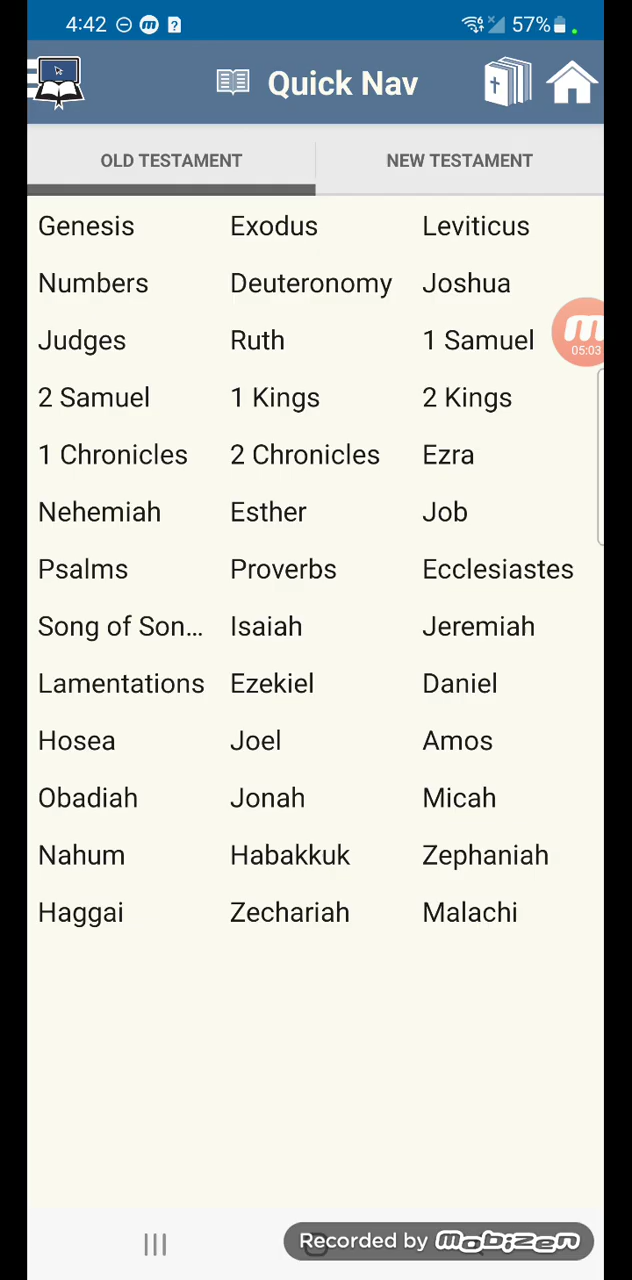 4:42 57%
Quick Nav
OLD TESTAMENT NEW TESTAMENT
Genesis Exodus Leviticus
Numbers Deuteronomy Joshua
Judges Ruth 1 Samuel
05:03
2 Samuel 1 Kings 2 Kings
1 Chronicles 2 Chronicles Ezra
Nehemiah Esther Job
Psalms Proverbs Ecclesiastes
Song of Son... Isaiah Jeremiah
Lamentations Ezekiel Daniel
Hosea Joel Amos
Obadiah Jonah Micah
Nahum Habakkuk Zephaniah
Haggai Zechariah Malachi
Recorded by mobizen